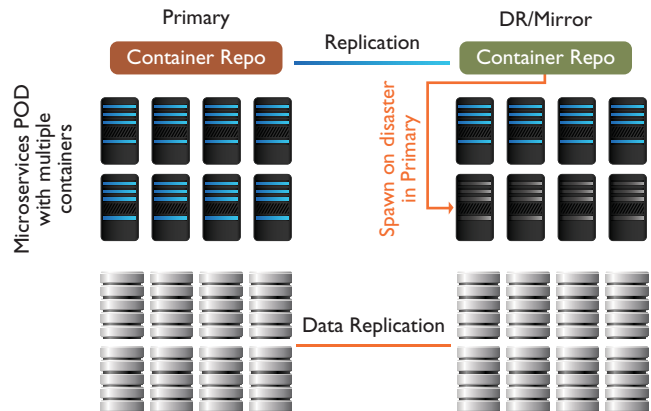 Primary
DR/Mirror
Container Repo
Replication
Container Repo
Microservices POD
with multiple
containers
Spawn on disaster
in Primary
Data Replication